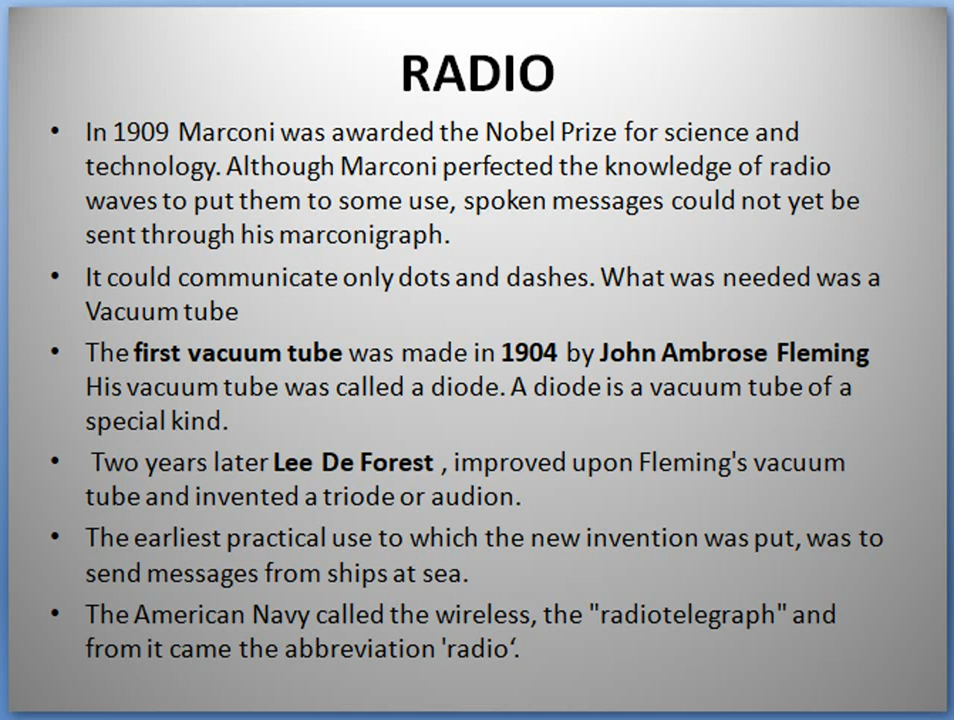 RADIO
• In 1909 Marconi was awarded the Nobel Prize for science and
technology. Although Marconi perfected the knowledge of radio
waves to put them to some use, spoken messages could not yet be
sent through his marconigraph.
• It could communicate only dots and dashes. What was needed was a
Vacuum tube
• The first vacuum tube was made in 1904 by John Ambrose Fleming
His vacuum tube was called a diode. A diode is a vacuum tube of a
special kind.
• Two years later Lee De Forest , improved upon Fleming's vacuum
tube and invented a triode or audion.
• The earliest practical use to which the new invention was put, was to
send messages from ships at sea.
• The American Navy called the wireless, the "radiotelegraph" and
from it came the abbreviation 'radio‘.